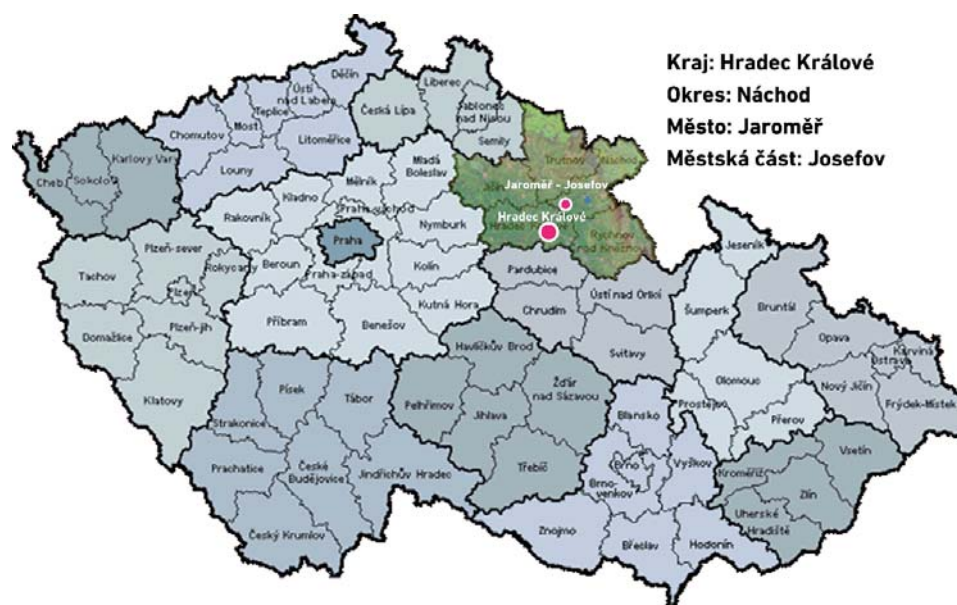 Kraj: Hradec Králové
Okres: Náchod
Město: Jaroměř
Městská část: Josefov
Děčín
Liberec
Ústí
nad Labem
Teplice
Česká Lípa
Jablonec
nad Nisou
Most
Chomutov
Litoměřice
Semily
Karlovy Vary
Louny
Mladá
Boleslav
Trutnov
Náchod
Cheb
Sokolov
Mělník
Jičín
Jaroměř - Josefov
Kladno
Praha-východ
Rakovník
Nymburk
Hradec Králové
Hradec Králové
Rychnov
nad Kněžnou
Praha
Plzeň-sever
Jeseník
Rokycany
Beroun
Praha-západ
Kolín
Pardubice
Tachov
Plzeň
Kutná Hora
Ústí nad Orlicí
Chrudim
Šumperk
Bruntál
Příbram
Benešov
Plzeň-jih
Domažlice
Opava
Karviná
Ostrava
Havlíčkův Brod
Svitavy
Olomouc
Nový Jičín
Písek
Tábor
Pelhřimov
Žďár
nad Sázavou
Klatovy
Prostějov
Frýdek-Místek
Strakonice
Jihlava
Blansko
Přerov
Vsetín
Prachatice
České
Budějovice
Jindřichův Hradec
Třebíč
Brno
Vyškov
Brno-
venkov
Kroměříž
Zlín
Uherské
Hradiště
Český Krumlov
Znojmo
Břeclav
Hodonín